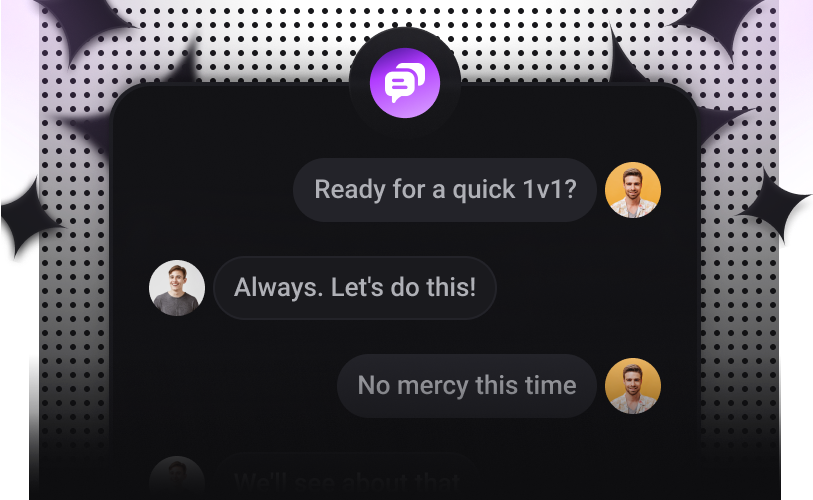 Ready for a quick 1v1?
Always. Let's do this!
No mercy this time
We'll see about that